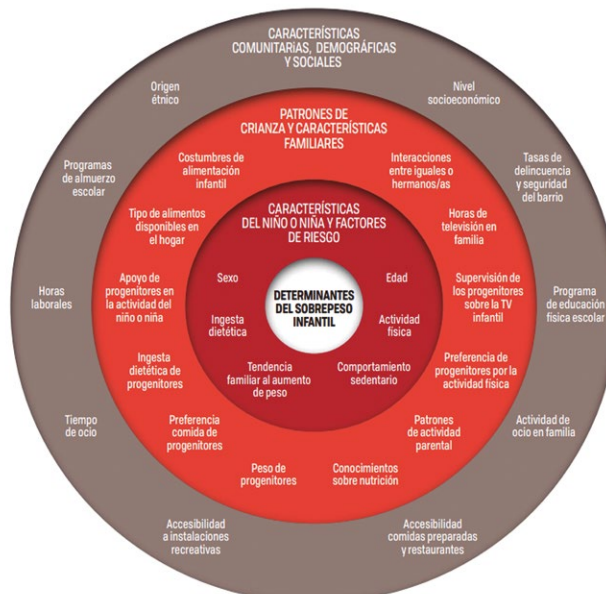 CARACTERÍSTICAS
COMUNITARIAS, DEMOGRÁFICAS
Y SOCIALES
Origen
étnico
Nivel
socioeconómico
Programas
de almuerzo
escolar
Tasas de
delincuencia
y seguridad
del barrio
Horas
laborales
Programa
de educación
física escolar
Tiempo
de ocio
Actividad de
ocio en familia
Accesibilidad
a instalaciones
recreativas
Accesibilidad
comidas preparadas
y restaurantes
PATRONES DE
CRIANZA Y CARACTERÍSTICAS
FAMILIARES
Costumbres de
alimentación
infantil
Interacciones
entre iguales o
hermanos/as
Tipo de alimentos
disponibles en
el hogar
Horas de
televisión en
familia
Apoyo de
progenitores en
la actividad del
niño o niña
Supervisión de
los progenitores
sobre la TV
infantil
Ingesta
dietética de
progenitores
Preferencia de
progenitores por la
actividad física
Preferencia
comida de
progenitores
Patrones
de actividad
parental
Peso de
progenitores
Conocimientos
sobre nutrición
CARACTERÍSTICAS
DEL NIÑO O NIÑA Y FACTORES
DE RIESGO
Sexo
Edad
Ingesta
dietética
Actividad
física
Tendencia
familiar al aumento
de peso
Comportamiento
sedentario
DETERMINANTES
DEL SOBREPESO
INFANTIL